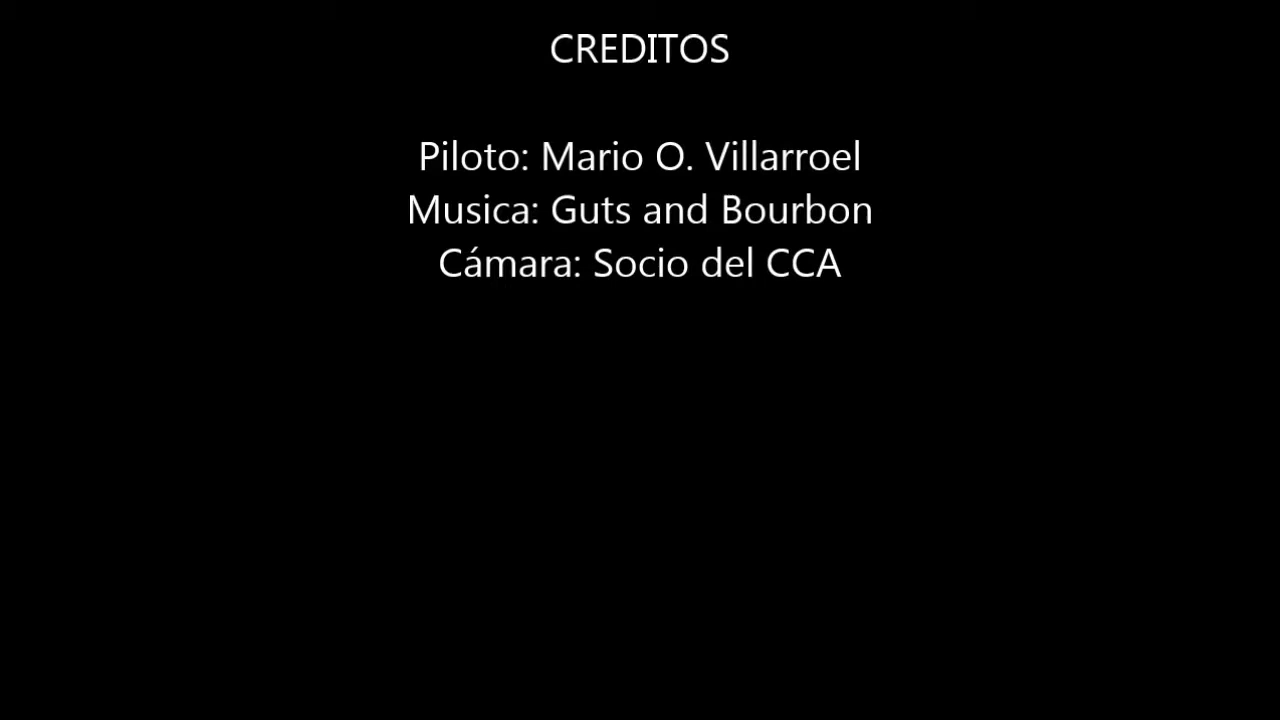 CREDITOS
Piloto: Mario O. Villarroel
Musica: Guts and Bourbon
Cámara: Socio del CCA